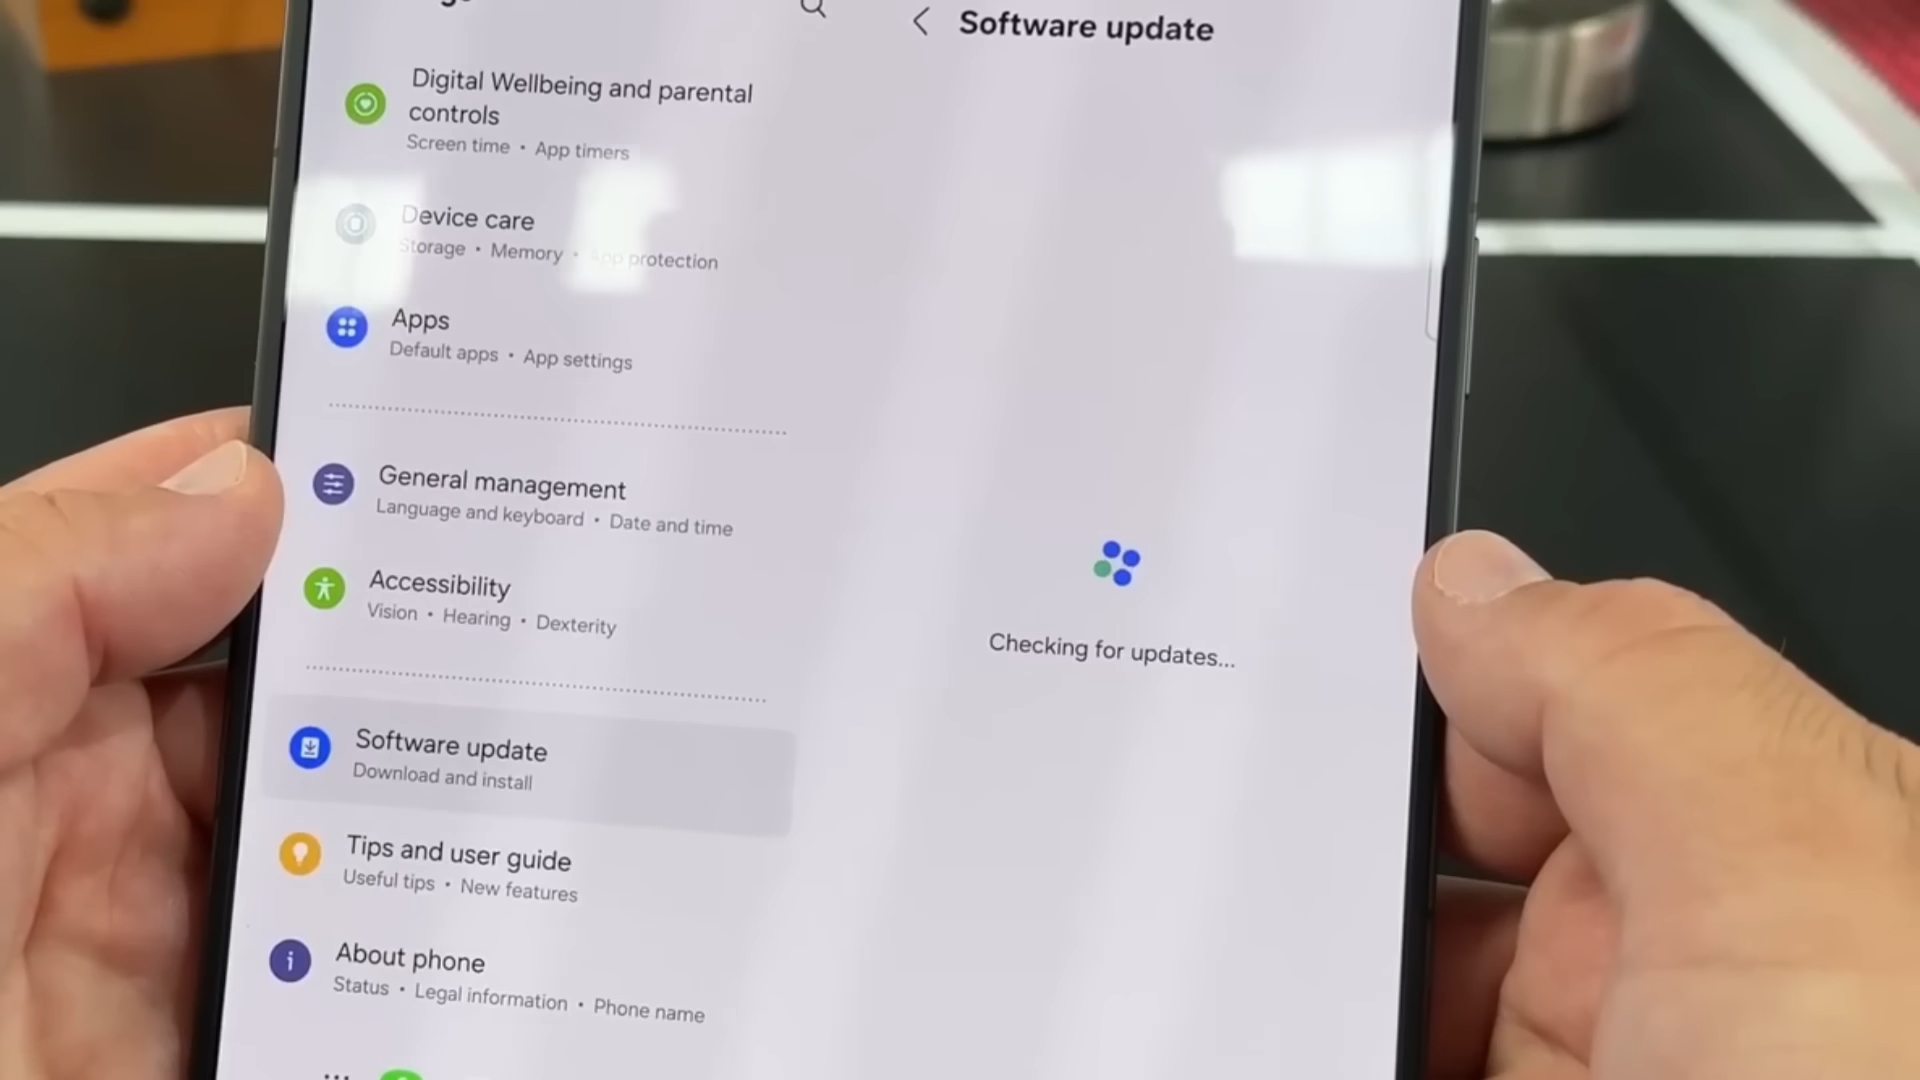 Software update
Digital Wellbeing and parental
controls
Screen time • App timers
Device care
Storage • Memory • App protection
Apps
Default apps • App settings
General management
Language and keyboard • Date and time
Accessibility
Vision • Hearing • Dexterity
Software update
Download and install
Tips and user guide
Useful tips • New features
About phone
Status • Legal information • Phone name
Checking for updates...